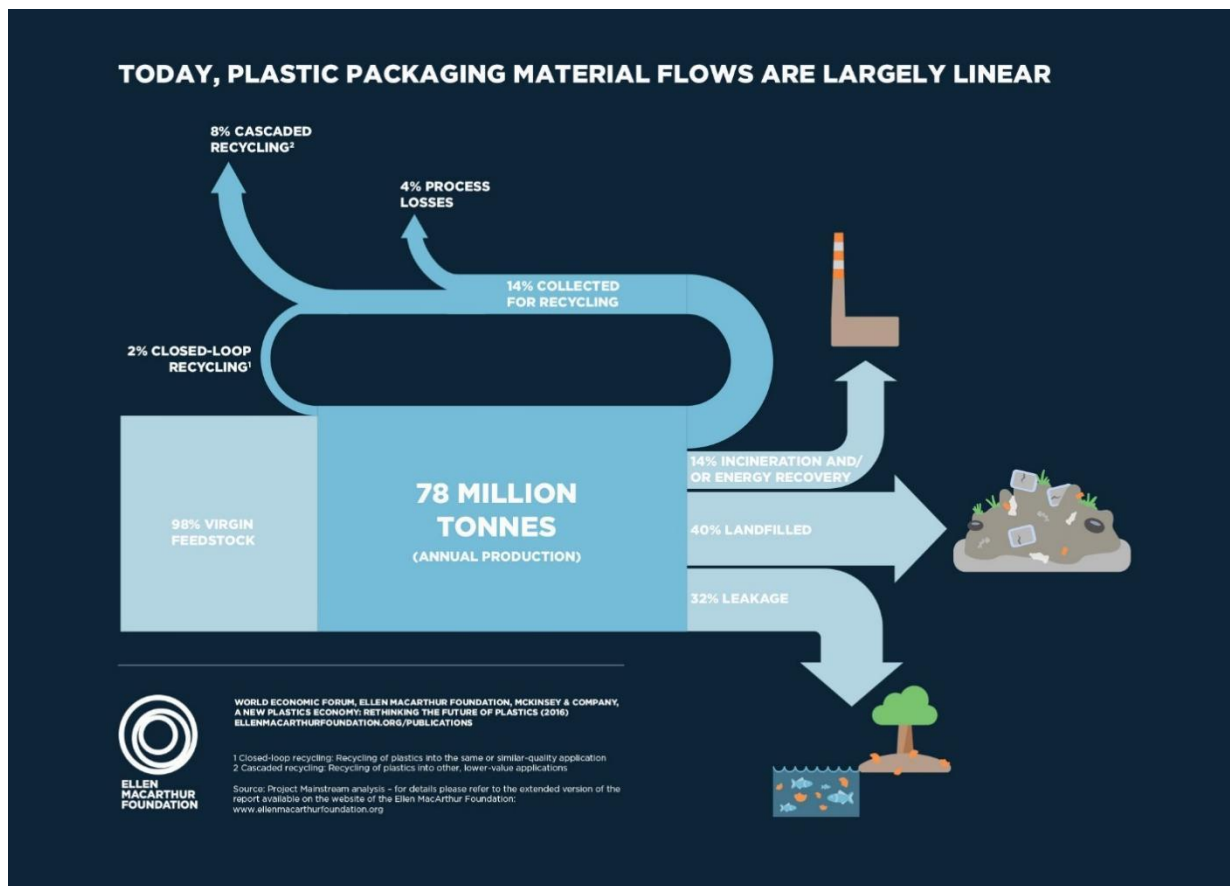 TODAY, PLASTIC PACKAGING MATERIAL FLOWS ARE LARGELY LINEAR
8% CASCADED
RECYCLING²
4% PROCESS
LOSSES
14% COLLECTED
FOR RECYCLING
2% CLOSED-LOOP
RECYCLING¹
98% VIRGIN
FEEDSTOCK
78 MILLION
TONNES
(ANNUAL PRODUCTION)
14% INCINERATION AND/
OR ENERGY RECOVERY
40% LANDFILLED
32% LEAKAGE
ELLEN
MACARTHUR
FOUNDATION
WORLD ECONOMIC FORUM, ELLEN MACARTHUR FOUNDATION, MCKINSEY & COMPANY,
A NEW PLASTICS ECONOMY: RETHINKING THE FUTURE OF PLASTICS (2016)
ELLENMACARTHURFOUNDATION.ORG/PUBLICATIONS
1 Closed-loop recycling: Recycling of plastics into the same or similar-quality application
2 Cascaded recycling: Recycling of plastics into other, lower-value applications
Source: Project Mainstream analysis – for details please refer to the extended version of the
report available on the website of the Ellen MacArthur Foundation:
www.ellenmacarthurfoundation.org